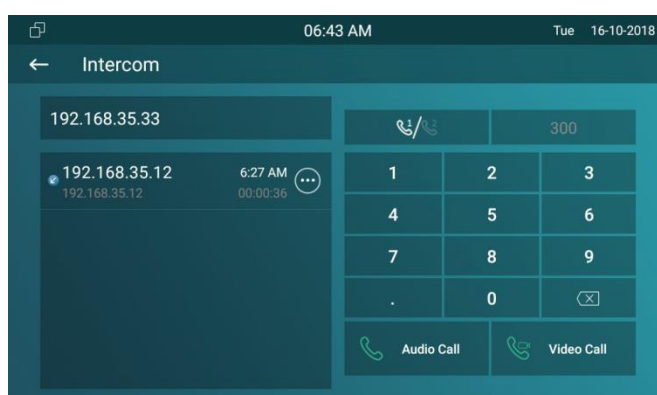 06:43 AM Tue 16-10-2018
Intercom
192.168.35.33
192.168.35.12 6:27 AM
192.168.35.12 00:00:36
1/2 300
1 2 3
4 5 6
7 8 9
. 0
Audio Call Video Call